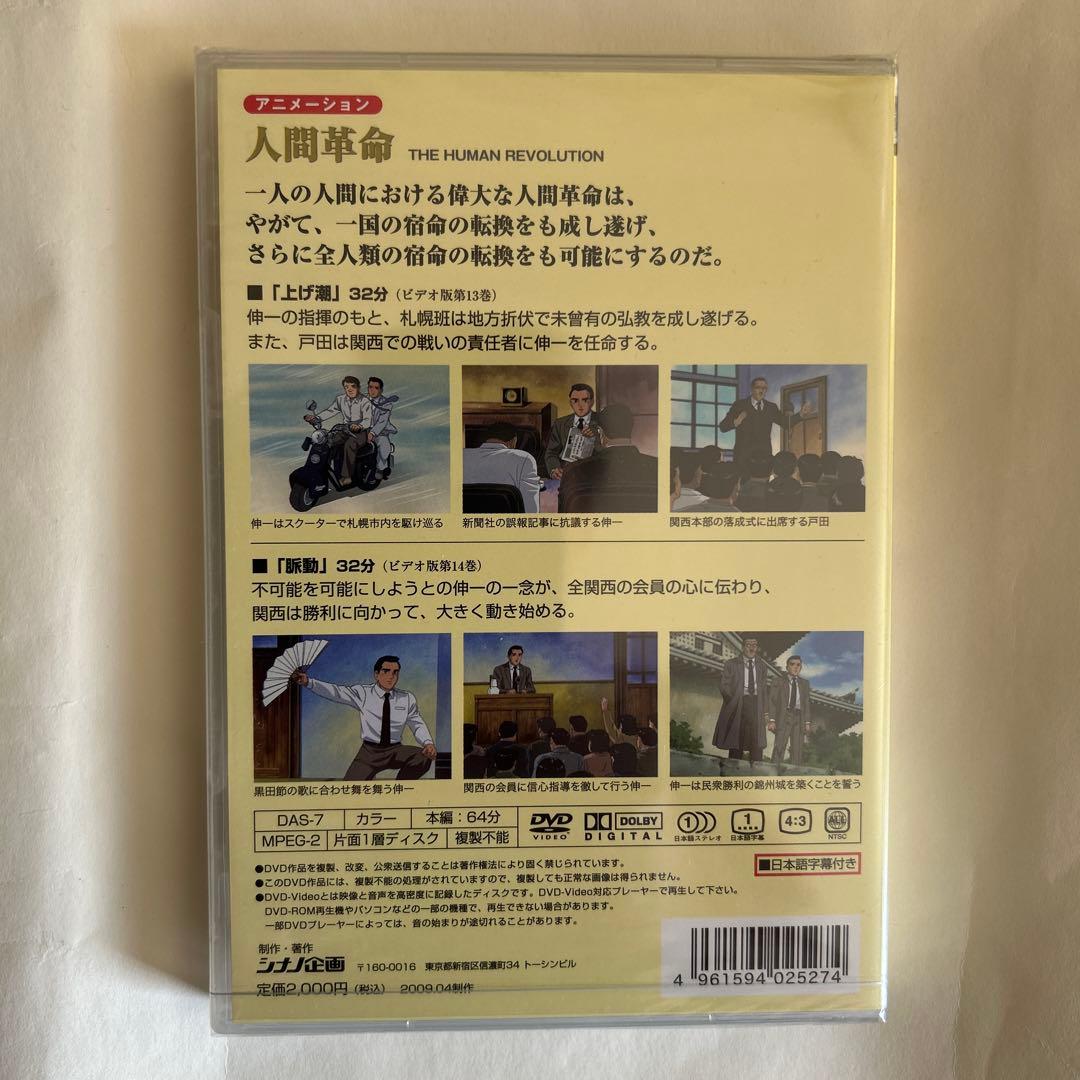 アニメーション
人間革命 THE HUMAN REVOLUTION
一人の人間における偉大な人間革命は、
やがて、一国の宿命の転換をも成し遂げ、
さらに全人類の宿命の転換をも可能にするのだ。
■「上げ潮」32分（ビデオ版第13巻）
伸一の指揮のもと、札幌班は地方折伏で未曾有の弘教を成し遂げる。
また、戸田は関西での戦いの責任者に伸一を任命する。
伸一はスクーターで札幌市内を駆け巡る
新聞社の誤報記事に抗議する伸一
関西本部の落成式に出席する戸田
■「脈動」32分（ビデオ版第14巻）
不可能を可能にしようとの伸一の一念が、全関西の会員の心に伝わり、
関西は勝利に向かって、大きく動き始める。
黒田節の歌に合わせ舞を舞う伸一
関西の会員に信心指導を徹して行う伸一
伸一は民衆勝利の錦州城を築くことを誓う
DAS-7 カラー 本編：64分
MPEG-2 片面1層ディスク 複製不能
DVD VIDEO
DOLBY DIGITAL
1 日本語ステレオ
1 日本語字幕
4:3
ALL NTSC
■日本語字幕付き
●DVD作品を複製、改変、公衆送信することは著作権法により固く禁じられています。
●このDVD作品には、複製不能の処理がされていますので、複製しても正常な画像は得られません。
●DVD-Videoとは映像と音声を高密度に記録したディスクです。DVD-Video対応プレーヤーで再生して下さい。
DVD-ROM再生機やパソコンなどの一部の機種で、再生できない場合があります。
一部DVDプレーヤーによっては、音の始まりが途切れることがあります。
制作・著作
シナノ企画 〒160-0016 東京都新宿区信濃町34 トーシンビル
定価2,000円（税込） 2009.04制作
4 961594 025274